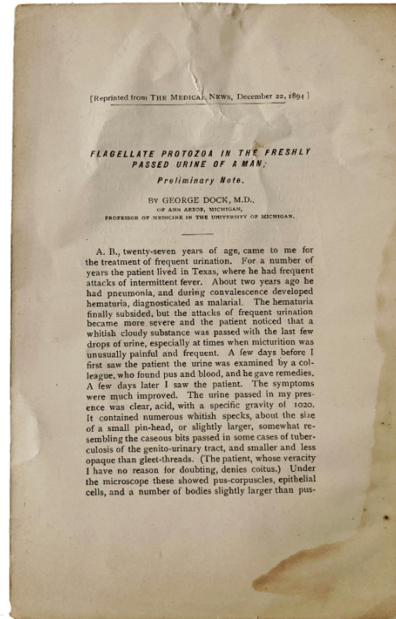 [Reprinted from THE MEDICAL NEWS, December 22, 1894]
FLAGELLATE PROTOZOA IN THE FRESHLY
PASSED URINE OF A MAN;
Preliminary Note.
BY GEORGE DOCK, M.D.,
OF ANN ARBOR, MICHIGAN,
PROFESSOR OF MEDICINE IN THE UNIVERSITY OF MICHIGAN.
A. B., twenty-seven years of age, came to me for
the treatment of frequent urination. For a number of
years the patient lived in Texas, where he had frequent
attacks of intermittent fever. About two years ago he
had pneumonia, and during convalescence developed
hematuria, diagnosticated as malarial. The hematuria
finally subsided, but the attacks of frequent urination
became more severe and the patient noticed that a
whitish cloudy substance was passed with the last few
drops of urine, especially at times when micturition was
unusually painful and frequent. A few days before I
first saw the patient the urine was examined by a col-
league, who found pus and blood, and he gave remedies.
A few days later I saw the patient. The symptoms
were much improved. The urine passed in my pres-
ence was clear, acid, with a specific gravity of 1020.
It contained numerous whitish specks, about the size
of a small pin-head, or slightly larger, somewhat re-
sembling the caseous bits passed in some cases of tuber-
culosis of the genito-urinary tract, and smaller and less
opaque than gleet-threads. (The patient, whose veracity
I have no reason for doubting, denies coitus.) Under
the microscope these showed pus-corpuscles, epithelial
cells, and a number of bodies slightly larger than pus-